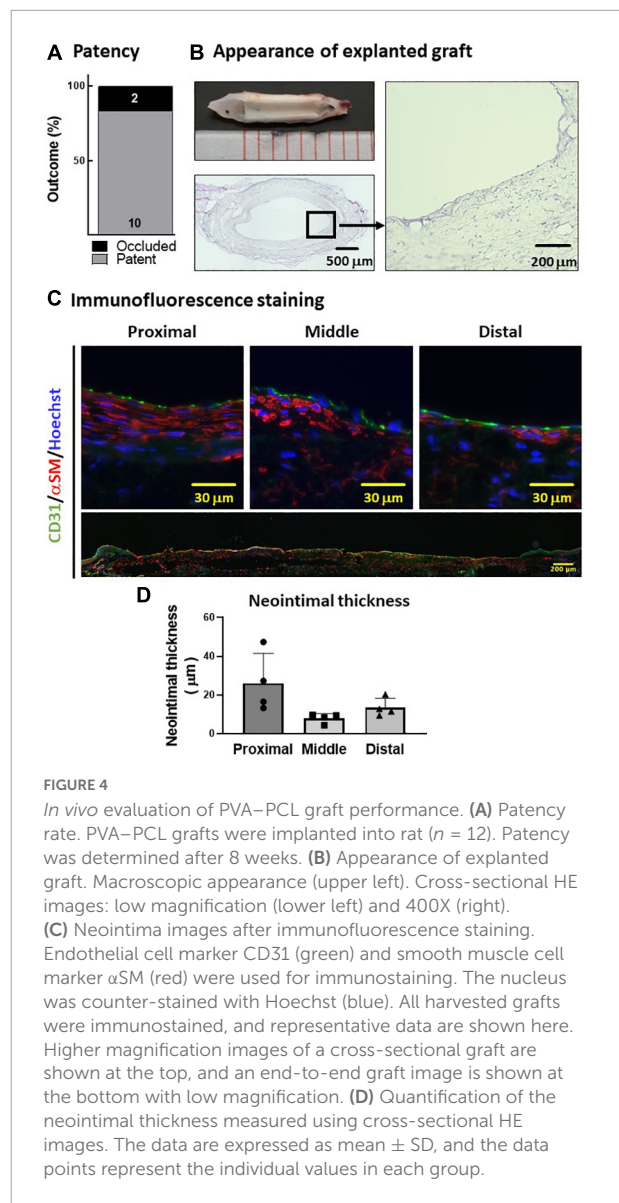 A Patency
100
50
Outcome (%)
2
10
Occluded
Patent
B Appearance of explanted graft
500 μm
200 μm
C Immunofluorescence staining
Proximal
Middle
Distal
CD31/αSM/Hoechst
30 μm
30 μm
30 μm
200 μm
D
Neointimal thickness
Neointimal thickness
( μm)
60
40
20
0
Proximal
Middle
Distal
FIGURE 4
In vivo evaluation of PVA–PCL graft performance. (A) Patency
rate. PVA–PCL grafts were implanted into rat (n = 12). Patency
was determined after 8 weeks. (B) Appearance of explanted
graft. Macroscopic appearance (upper left). Cross-sectional HE
images: low magnification (lower left) and 400X (right).
(C) Neointima images after immunofluorescence staining.
Endothelial cell marker CD31 (green) and smooth muscle cell
marker αSM (red) were used for immunostaining. The nucleus
was counter-stained with Hoechst (blue). All harvested grafts
were immunostained, and representative data are shown here.
Higher magnification images of a cross-sectional graft are
shown at the top, and an end-to-end graft image is shown at
the bottom with low magnification. (D) Quantification of the
neointimal thickness measured using cross-sectional HE
images. The data are expressed as mean ± SD, and the data
points represent the individual values in each group.